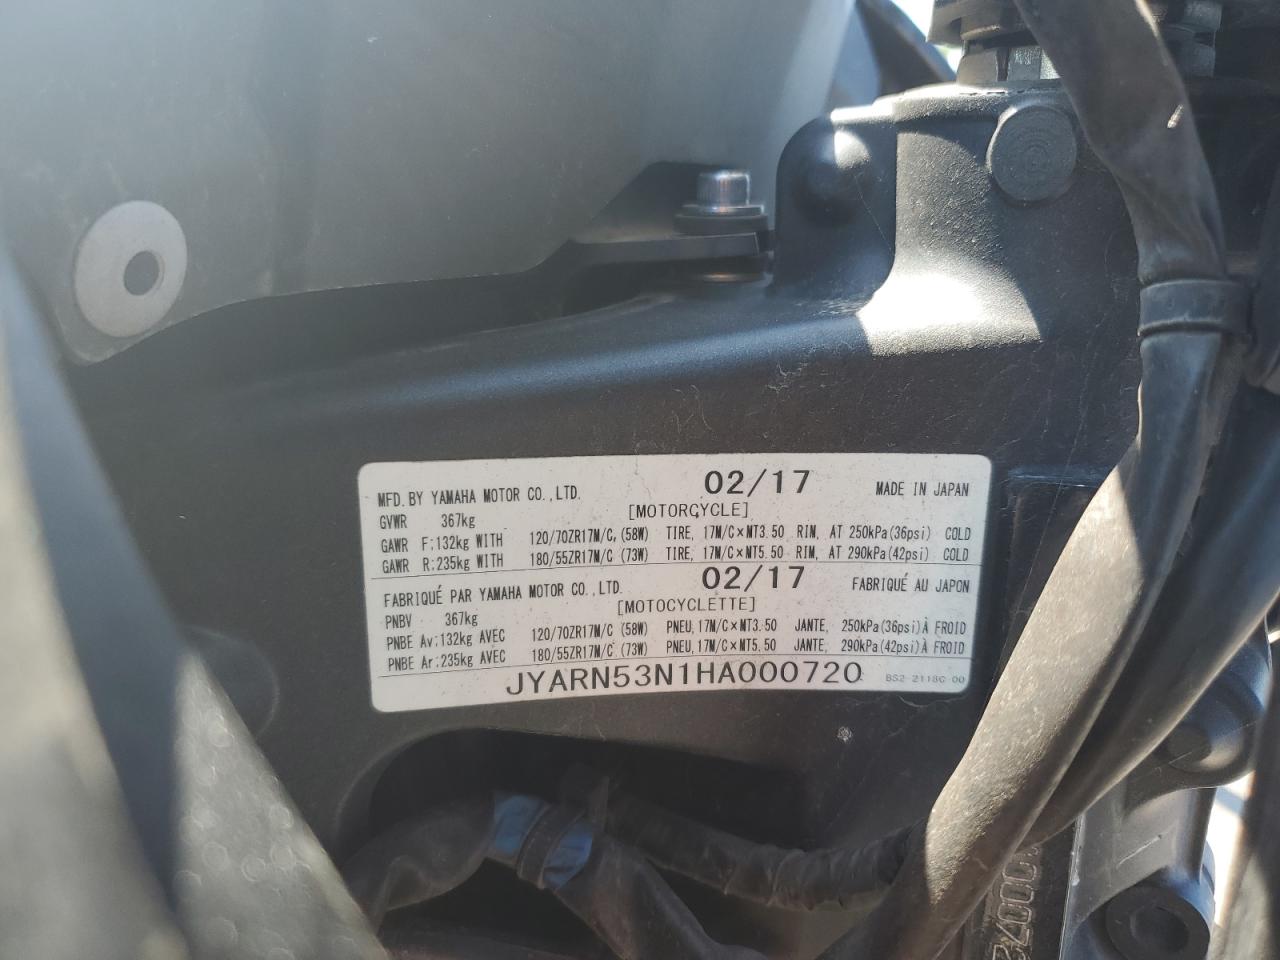 MFD. BY YAMAHA MOTOR CO., LTD. 02/17 MADE IN JAPAN
GVWR 367kg [MOTORCYCLE]
GAWR F:132kg WITH 120/70ZR17M/C, (58W) TIRE, 17M/C×MT3.50 RIM, AT 250kPa(36psi) COLD
GAWR R:235kg WITH 180/55ZR17M/C (73W) TIRE, 17M/C×MT5.50 RIM, AT 290kPa(42psi) COLD
FABRIQUÉ PAR YAMAHA MOTOR CO., LTD. 02/17 FABRIQUÉ AU JAPON
PNBV 367kg [MOTOCYCLETTE]
PNBE Av:132kg AVEC 120/70ZR17M/C (58W) PNEU, 17M/C×MT3.50 JANTE, 250kPa(36psi)À FROID
PNBE Ar:235kg AVEC 180/55ZR17M/C (73W) PNEU, 17M/C×MT5.50 JANTE, 290kPa(42psi)À FROID
JYARN53N1HA000720 BS2-2118G-00